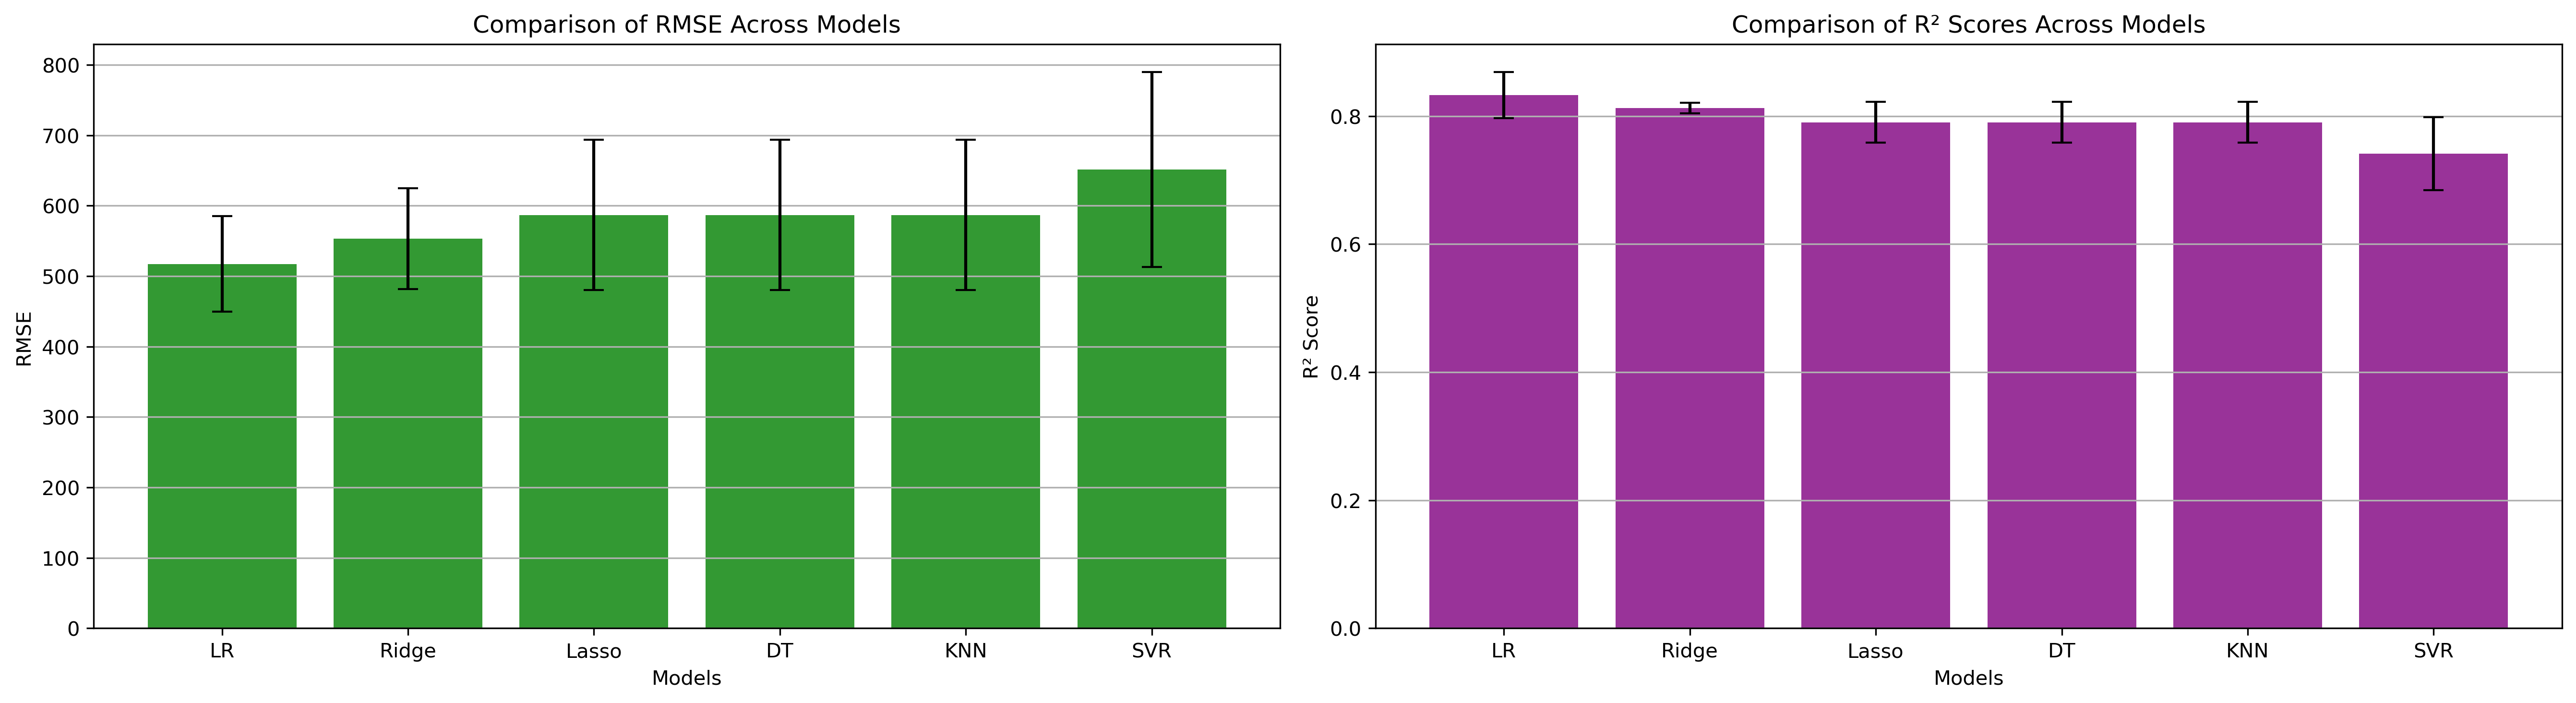 Comparison of RMSE Across Models
800
700
600
500
400
300
200
100
0
RMSE
LR Ridge Lasso DT KNN SVR
Models
Comparison of R² Scores Across Models
0.8
0.6
0.4
0.2
0.0
R² Score
LR Ridge Lasso DT KNN SVR
Models